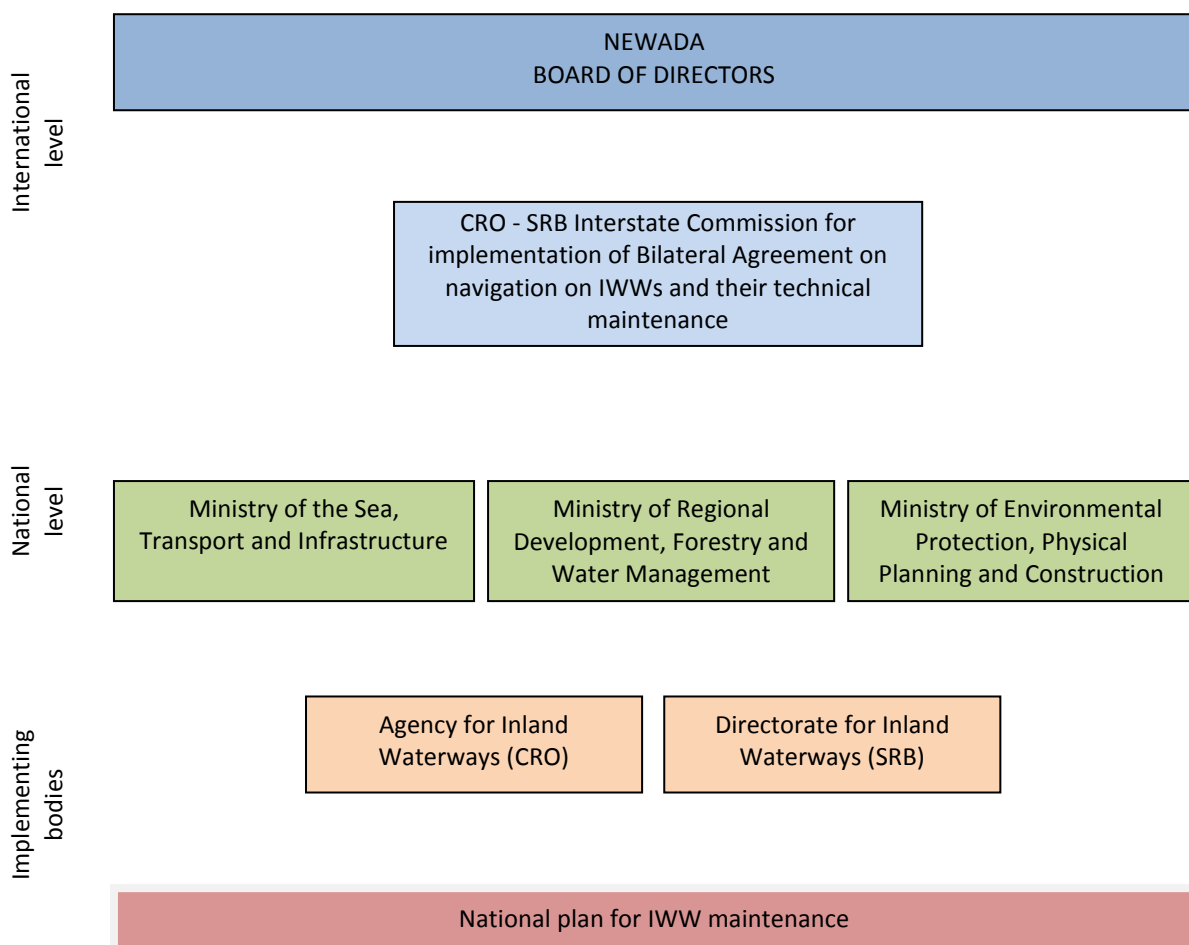 NEWADA
BOARD OF DIRECTORS
International
level
CRO - SRB Interstate Commission for
implementation of Bilateral Agreement on
navigation on IWWs and their technical
maintenance
National
level
Ministry of the Sea,
Transport and Infrastructure
Ministry of Regional
Development, Forestry and
Water Management
Ministry of Environmental
Protection, Physical
Planning and Construction
Implementing
bodies
Agency for Inland
Waterways (CRO)
Directorate for Inland
Waterways (SRB)
National plan for IWW maintenance